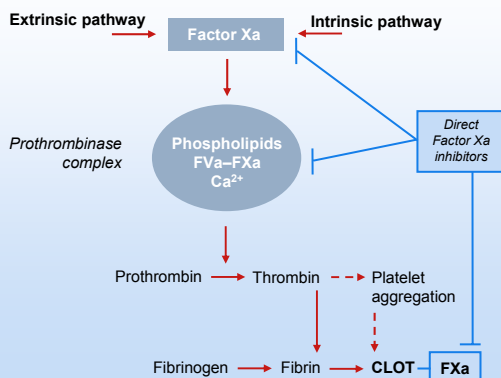 Extrinsic pathway
Factor Xa
Intrinsic pathway
Prothrombinase
complex
Phospholipids
FVa–FXa
Ca²⁺
Direct
Factor Xa
inhibitors
Prothrombin
Thrombin
Platelet
aggregation
Fibrinogen
Fibrin
CLOT
FXa